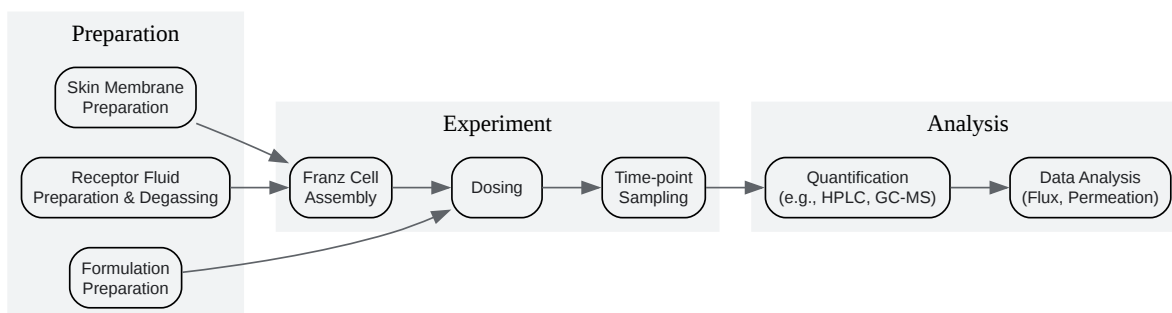 Preparation
Skin Membrane
Preparation
Receptor Fluid
Preparation & Degassing
Formulation
Preparation
Experiment
Franz Cell
Assembly
Dosing
Time-point
Sampling
Analysis
Quantification
(e.g., HPLC, GC-MS)
Data Analysis
(Flux, Permeation)